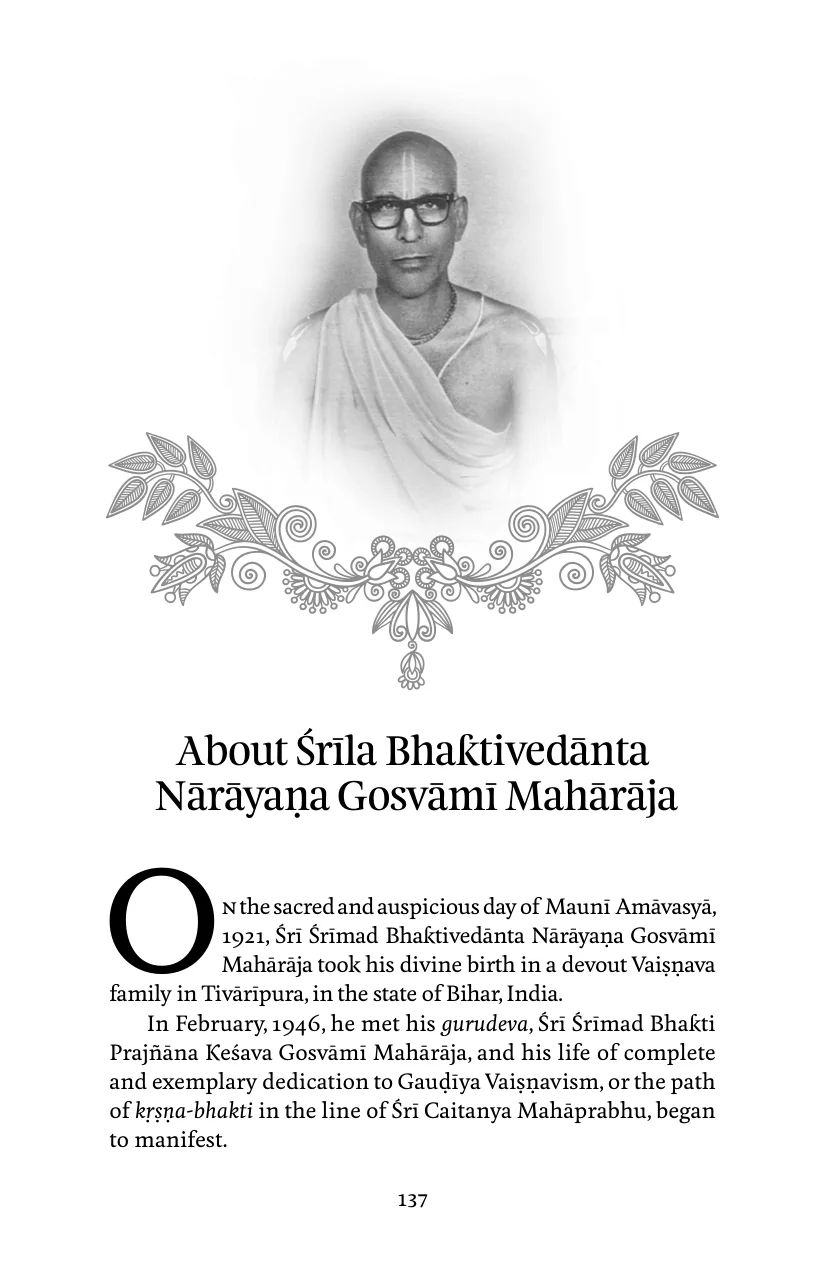 About Śrīla Bhaktivedānta
Nārāyaṇa Gosvāmī Mahārāja
On the sacred and auspicious day of Maunī Amāvasyā,
1921, Śrī Śrīmad Bhaktivedānta Nārāyaṇa Gosvāmī
Mahārāja took his divine birth in a devout Vaiṣṇava
family in Tivārīpura, in the state of Bihar, India.
In February, 1946, he met his gurudeva, Śrī Śrīmad Bhakti
Prajñāna Keśava Gosvāmī Mahārāja, and his life of complete
and exemplary dedication to Gauḍīya Vaiṣṇavism, or the path
of kṛṣṇa-bhakti in the line of Śrī Caitanya Mahāprabhu, began
to manifest.
137